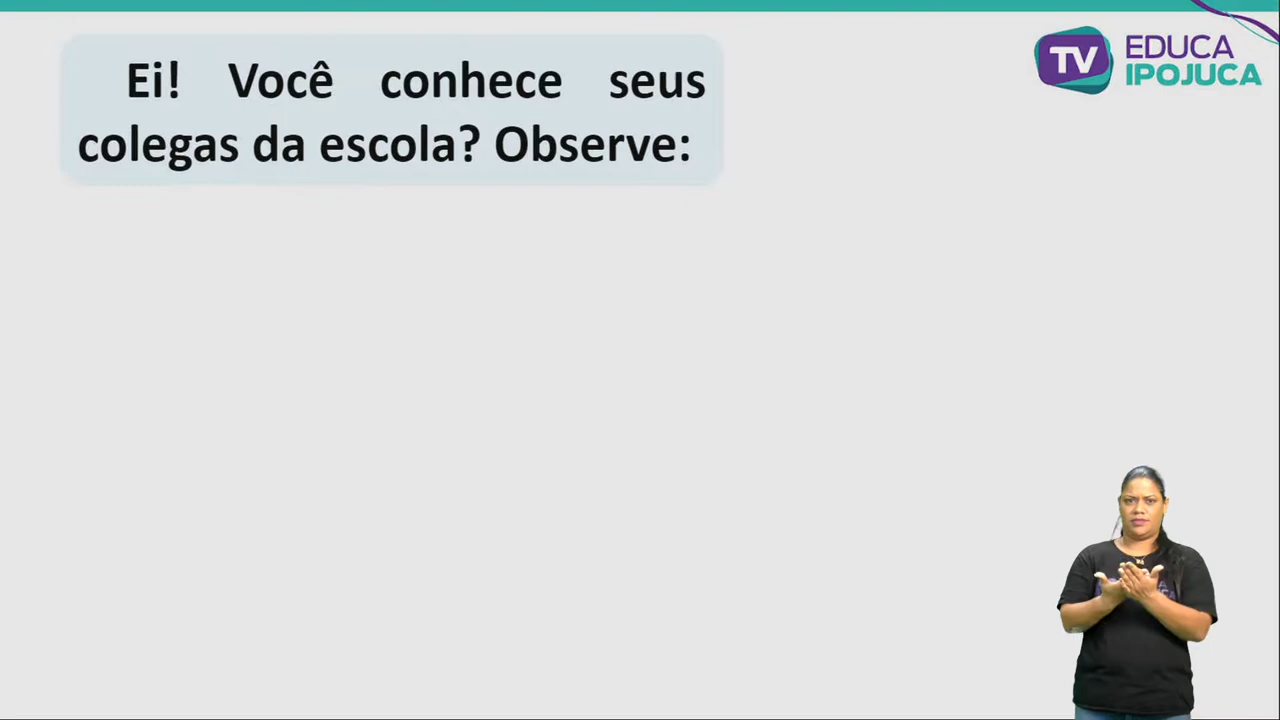 Ei! Você conhece seus
colegas da escola? Observe:
TV EDUCA
IPOJUCA